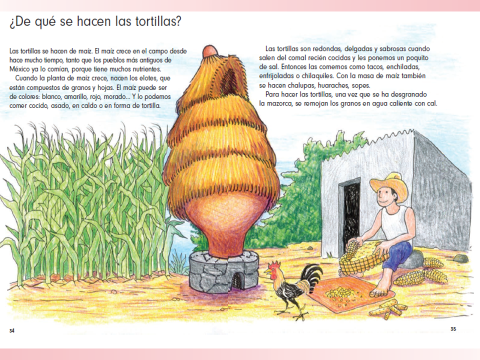 ¿De qué se hacen las tortillas?
Las tortillas se hacen de maíz. El maíz crece en el campo desde
hace mucho tiempo, tanto que los pueblos más antiguos de
México ya lo comían, porque tiene muchos nutrientes.
Cuando la planta de maíz crece, nacen los elotes, que
están compuestos de granos y hojas. El maíz puede ser
de colores: blanco, amarillo, rojo, morado... Y lo podemos
comer cocido, asado, en caldo o en forma de tortilla.
34
Las tortillas son redondas, delgadas y sabrosas cuando
salen del comal recién cocidas y les ponemos un poquito
de sal. Entonces las comemos como tacos, enchiladas,
enfrijoladas o chilaquiles. Con la masa de maíz también
se hacen chalupas, huaraches, sopes.
Para hacer las tortillas, una vez que se ha desgranado
la mazorca, se remojan los granos en agua caliente con cal.
35